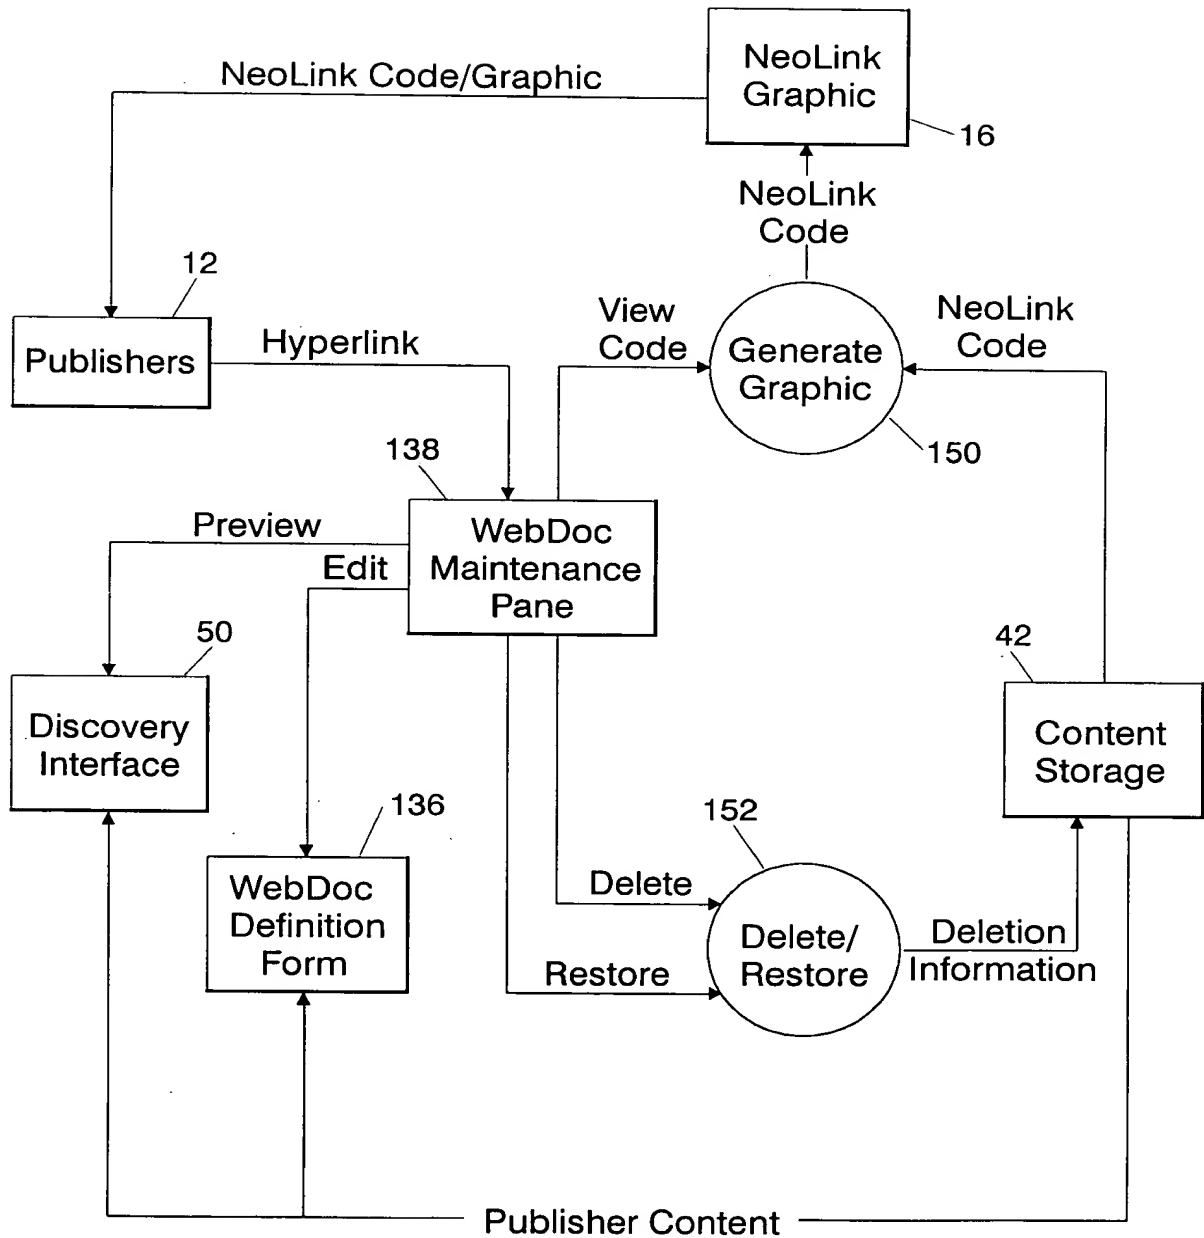 NeoLink
Graphic
NeoLink Code/Graphic
16
NeoLink
Code
12
Publishers
Hyperlink
View
Code
Generate
Graphic
NeoLink
Code
150
138
WebDoc
Maintenance
Pane
Preview
Edit
50
Discovery
Interface
42
Content
Storage
136
WebDoc
Definition
Form
152
Delete
Restore
Delete/
Restore
Deletion
Information
Publisher Content